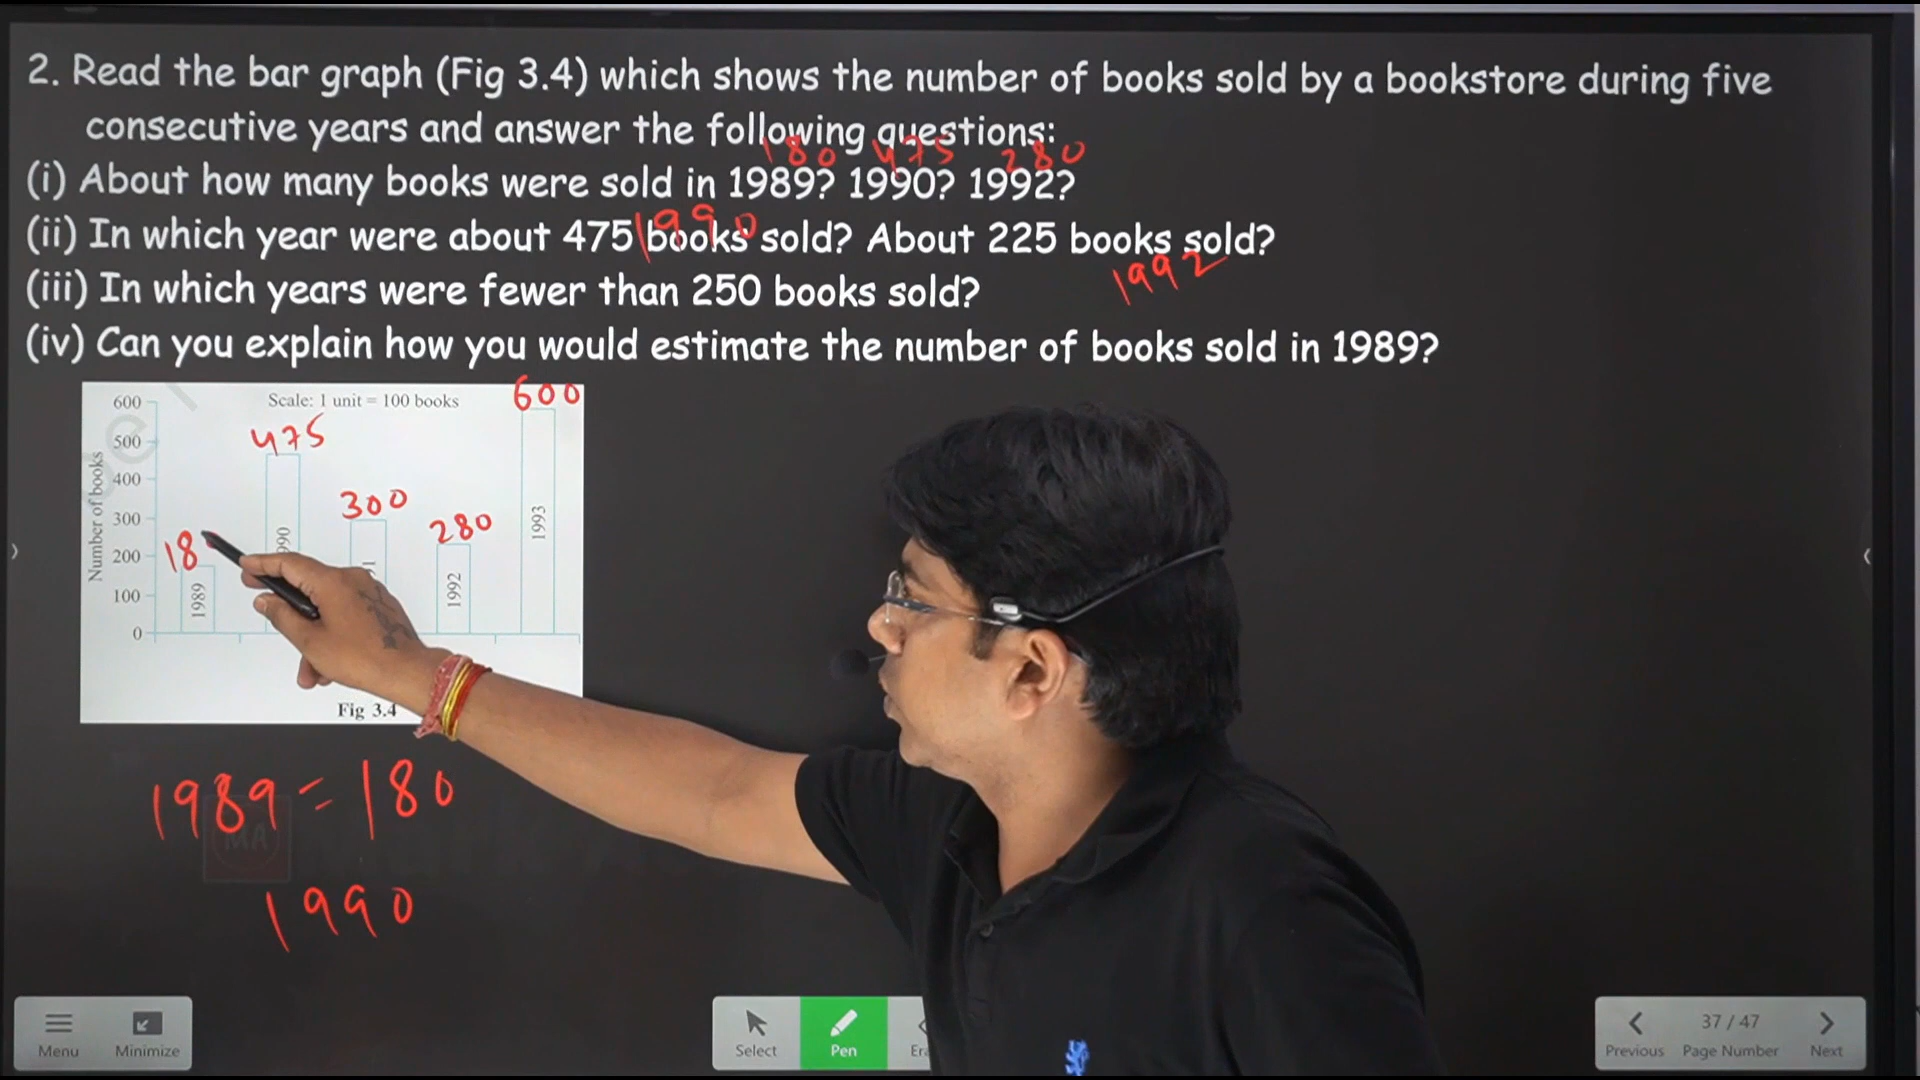 2. Read the bar graph (Fig 3.4) which shows the number of books sold by a bookstore during five
consecutive years and answer the following questions:
180 475 280
(i) About how many books were sold in 1989? 1990? 1992?
1990
(ii) In which year were about 475 books sold? About 225 books sold?
1992
(iii) In which years were fewer than 250 books sold?
(iv) Can you explain how you would estimate the number of books sold in 1989?
Scale: 1 unit = 100 books
600
600
475
500
400
300
300
280
200
18
100
0
Number of books
1989
990
1992
1993
Fig 3.4
1989 = 180
MA
1990
Menu
Minimize
Select
Pen
Previous
37 / 47
Page Number
Next